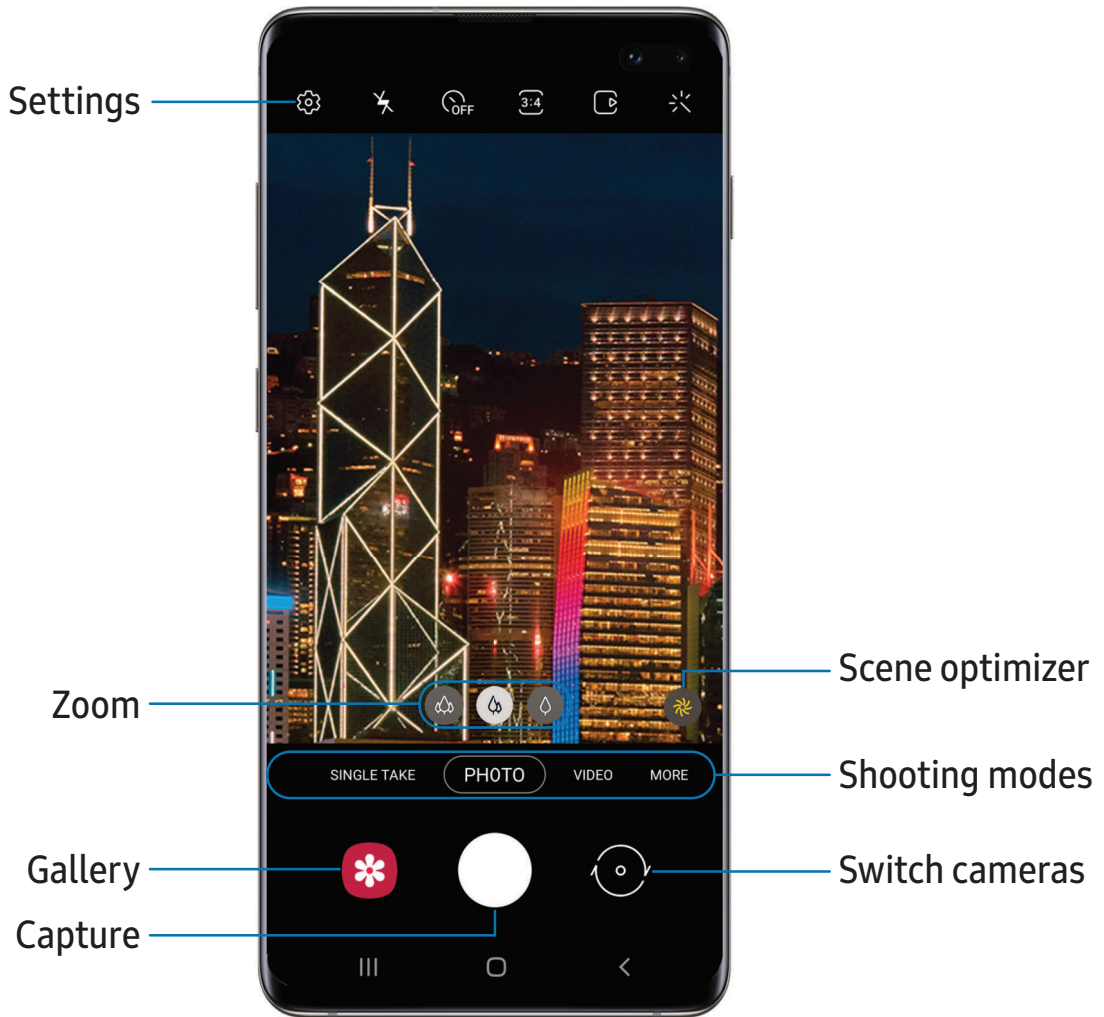 Settings
OFF
3:4
Zoom
Scene optimizer
SINGLE TAKE PHOTO VIDEO MORE
Shooting modes
Gallery
Switch cameras
Capture